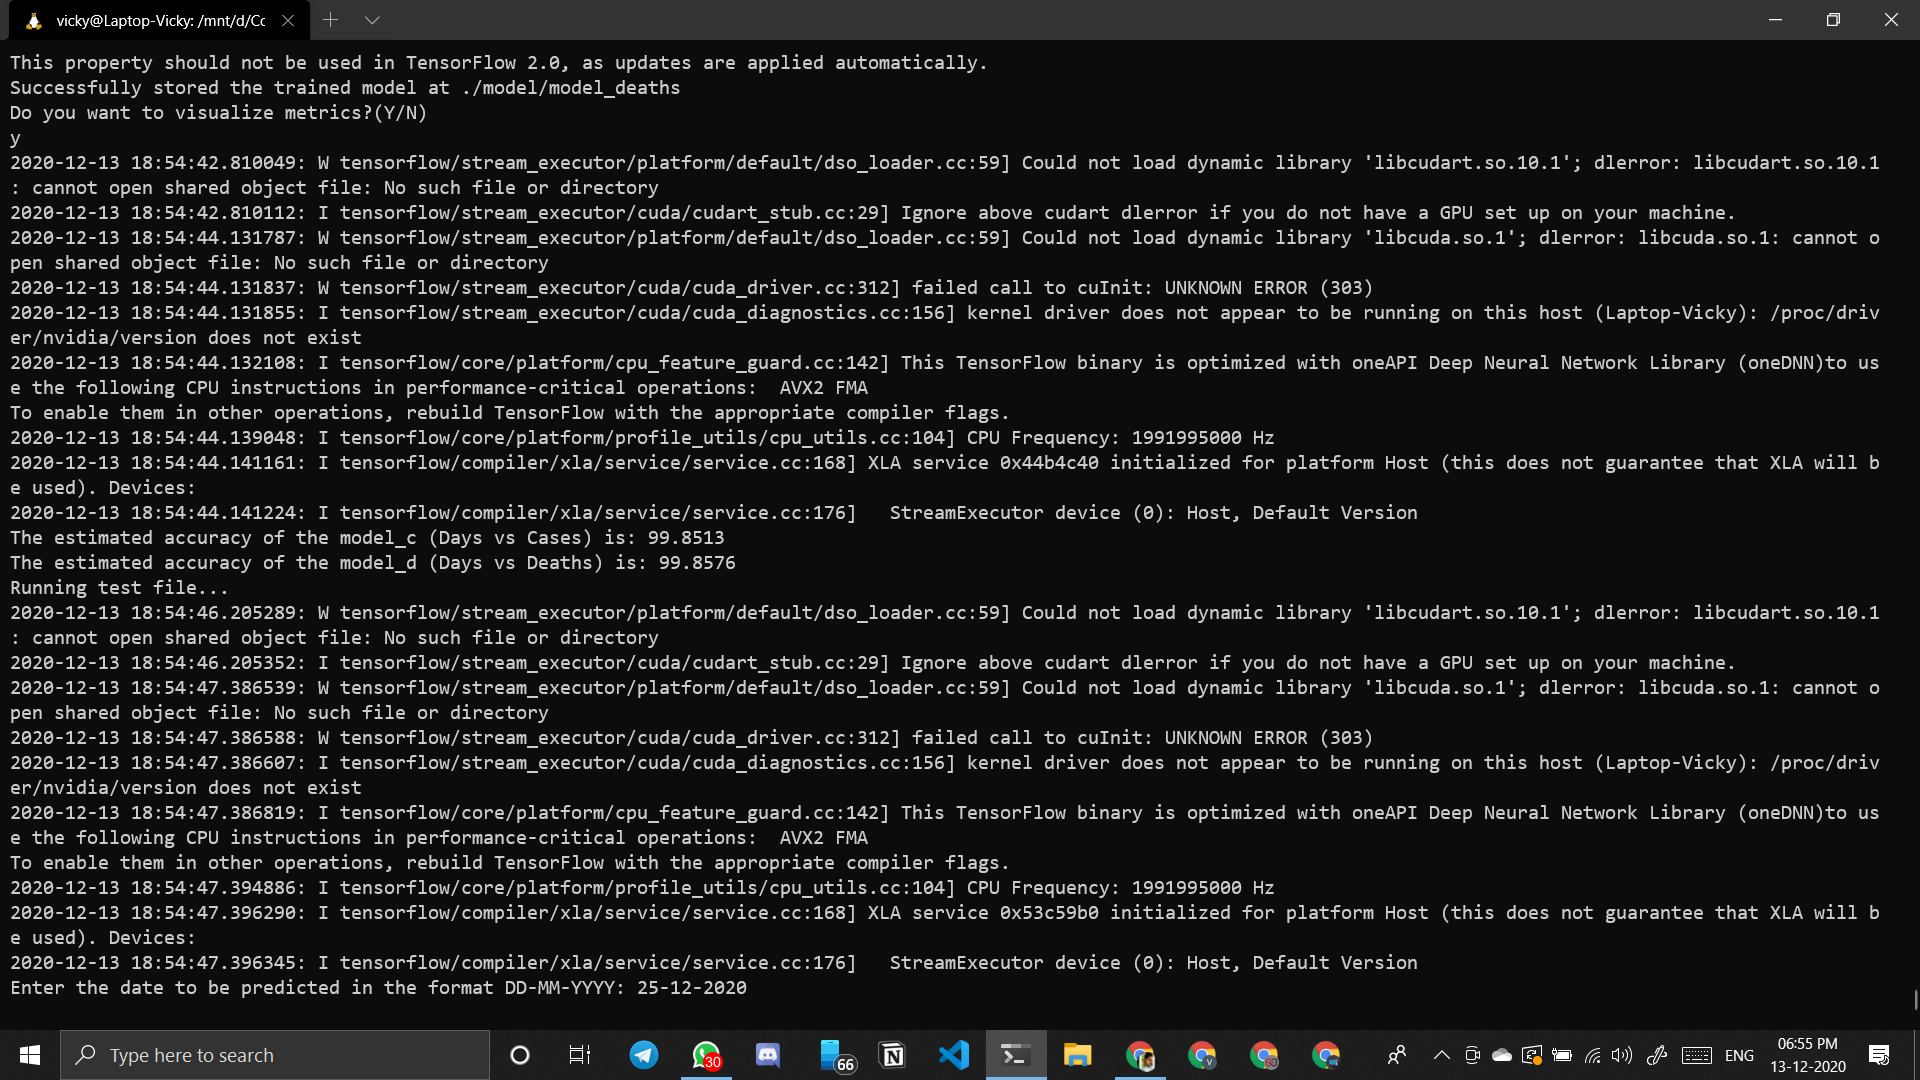 vicky@Laptop-Vicky: /mnt/d/Cc
This property should not be used in TensorFlow 2.0, as updates are applied automatically.
Successfully stored the trained model at ./model/model_deaths
Do you want to visualize metrics?(Y/N)
y
2020-12-13 18:54:42.810049: W tensorflow/stream_executor/platform/default/dso_loader.cc:59] Could not load dynamic library 'libcudart.so.10.1'; dlerror: libcudart.so.10.1
: cannot open shared object file: No such file or directory
2020-12-13 18:54:42.810112: I tensorflow/stream_executor/cuda/cudart_stub.cc:29] Ignore above cudart dlerror if you do not have a GPU set up on your machine.
2020-12-13 18:54:44.131787: W tensorflow/stream_executor/platform/default/dso_loader.cc:59] Could not load dynamic library 'libcuda.so.1'; dlerror: libcuda.so.1: cannot o
pen shared object file: No such file or directory
2020-12-13 18:54:44.131837: W tensorflow/stream_executor/cuda/cuda_driver.cc:312] failed call to cuInit: UNKNOWN ERROR (303)
2020-12-13 18:54:44.131855: I tensorflow/stream_executor/cuda/cuda_diagnostics.cc:156] kernel driver does not appear to be running on this host (Laptop-Vicky): /proc/driv
er/nvidia/version does not exist
2020-12-13 18:54:44.132108: I tensorflow/core/platform/cpu_feature_guard.cc:142] This TensorFlow binary is optimized with oneAPI Deep Neural Network Library (oneDNN)to us
e the following CPU instructions in performance-critical operations:  AVX2 FMA
To enable them in other operations, rebuild TensorFlow with the appropriate compiler flags.
2020-12-13 18:54:44.139048: I tensorflow/core/platform/profile_utils/cpu_utils.cc:104] CPU Frequency: 1991995000 Hz
2020-12-13 18:54:44.141161: I tensorflow/compiler/xla/service/service.cc:168] XLA service 0x44b4c40 initialized for platform Host (this does not guarantee that XLA will b
e used). Devices:
2020-12-13 18:54:44.141224: I tensorflow/compiler/xla/service/service.cc:176]   StreamExecutor device (0): Host, Default Version
The estimated accuracy of the model_c (Days vs Cases) is: 99.8513
The estimated accuracy of the model_d (Days vs Deaths) is: 99.8576
Running test file...
2020-12-13 18:54:46.205289: W tensorflow/stream_executor/platform/default/dso_loader.cc:59] Could not load dynamic library 'libcudart.so.10.1'; dlerror: libcudart.so.10.1
: cannot open shared object file: No such file or directory
2020-12-13 18:54:46.205352: I tensorflow/stream_executor/cuda/cudart_stub.cc:29] Ignore above cudart dlerror if you do not have a GPU set up on your machine.
2020-12-13 18:54:47.386539: W tensorflow/stream_executor/platform/default/dso_loader.cc:59] Could not load dynamic library 'libcuda.so.1'; dlerror: libcuda.so.1: cannot o
pen shared object file: No such file or directory
2020-12-13 18:54:47.386588: W tensorflow/stream_executor/cuda/cuda_driver.cc:312] failed call to cuInit: UNKNOWN ERROR (303)
2020-12-13 18:54:47.386607: I tensorflow/stream_executor/cuda/cuda_diagnostics.cc:156] kernel driver does not appear to be running on this host (Laptop-Vicky): /proc/driv
er/nvidia/version does not exist
2020-12-13 18:54:47.386819: I tensorflow/core/platform/cpu_feature_guard.cc:142] This TensorFlow binary is optimized with oneAPI Deep Neural Network Library (oneDNN)to us
e the following CPU instructions in performance-critical operations:  AVX2 FMA
To enable them in other operations, rebuild TensorFlow with the appropriate compiler flags.
2020-12-13 18:54:47.394886: I tensorflow/core/platform/profile_utils/cpu_utils.cc:104] CPU Frequency: 1991995000 Hz
2020-12-13 18:54:47.396290: I tensorflow/compiler/xla/service/service.cc:168] XLA service 0x53c59b0 initialized for platform Host (this does not guarantee that XLA will b
e used). Devices:
2020-12-13 18:54:47.396345: I tensorflow/compiler/xla/service/service.cc:176]   StreamExecutor device (0): Host, Default Version
Enter the date to be predicted in the format DD-MM-YYYY: 25-12-2020
Type here to search
30
66
ENG
06:55 PM
13-12-2020